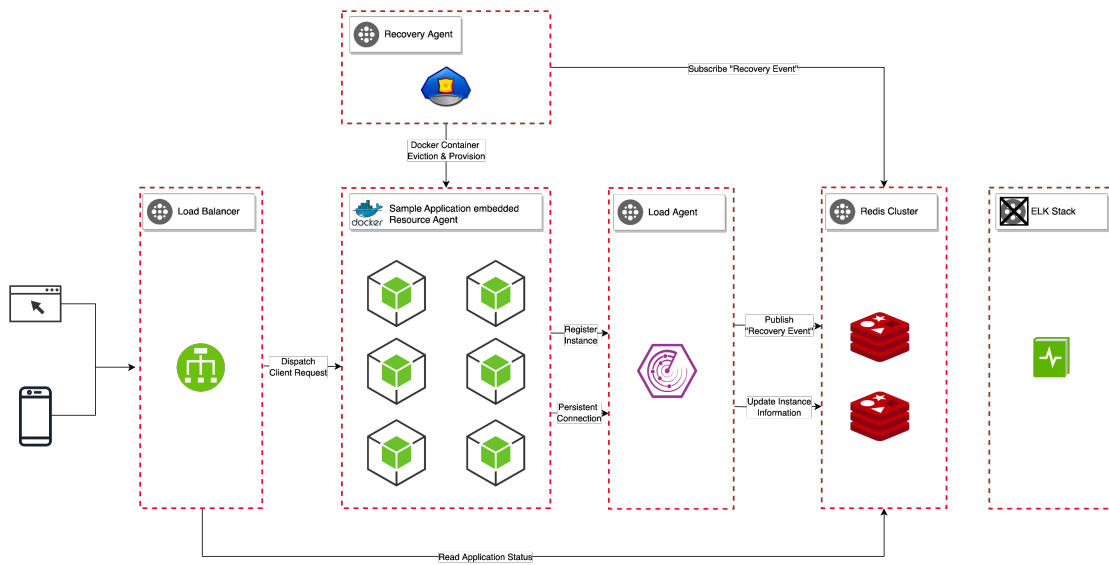 Recovery Agent
Subscribe "Recovery Event"
Docker Container
Eviction & Provision
Load Balancer
docker
Sample Application embedded
Resource Agent
Load Agent
Redis Cluster
ELK Stack
Dispatch
Client Request
Register
Instance
Persistent
Connection
Publish
"Recovery Event"
Update Instance
Information
Read Application Status